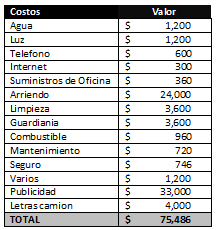 Costos Valor
Agua $ 1,200
Luz $ 1,200
Telefono $ 600
Internet $ 300
Suministros de Oficina $ 360
Arriendo $ 24,000
Limpieza $ 3,600
Guardiania $ 3,600
Combustible $ 960
Mantenimiento $ 720
Seguro $ 746
Varios $ 1,200
Publicidad $ 33,000
Letras camion $ 4,000
TOTAL $ 75,486